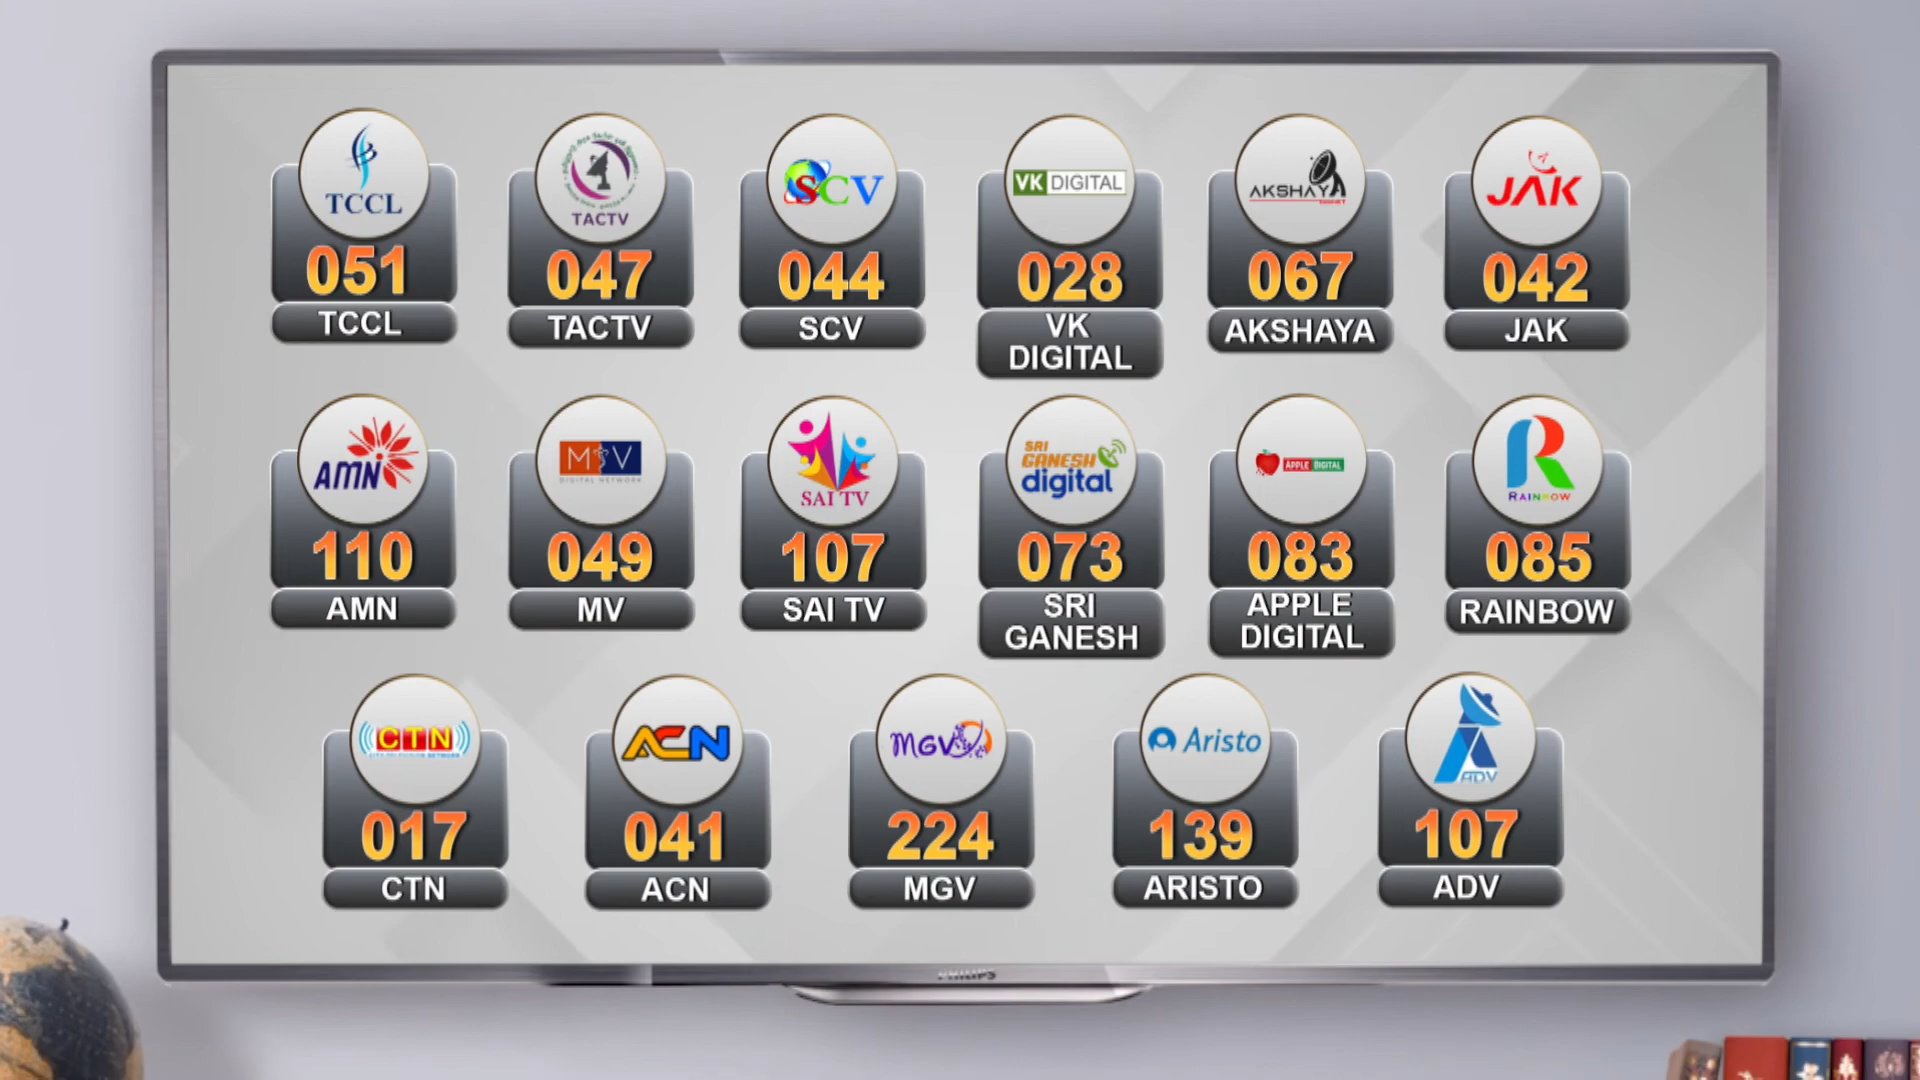 TCCL
051
TCCL
TACTV
047
TACTV
SCV
044
SCV
VK DIGITAL
028
VK
DIGITAL
AKSHAYA
067
AKSHAYA
JAK
042
JAK
AMN
110
AMN
MV
DIGITAL NETWORK
049
MV
SAI TV
107
SAI TV
SRI
GANESH
digital
073
SRI
GANESH
APPLE DIGITAL
083
APPLE
DIGITAL
RAINBOW
085
RAINBOW
CTN
017
CTN
ACN
041
ACN
MGV
224
MGV
Aristo
139
ARISTO
ADV
107
ADV
PHILIPS